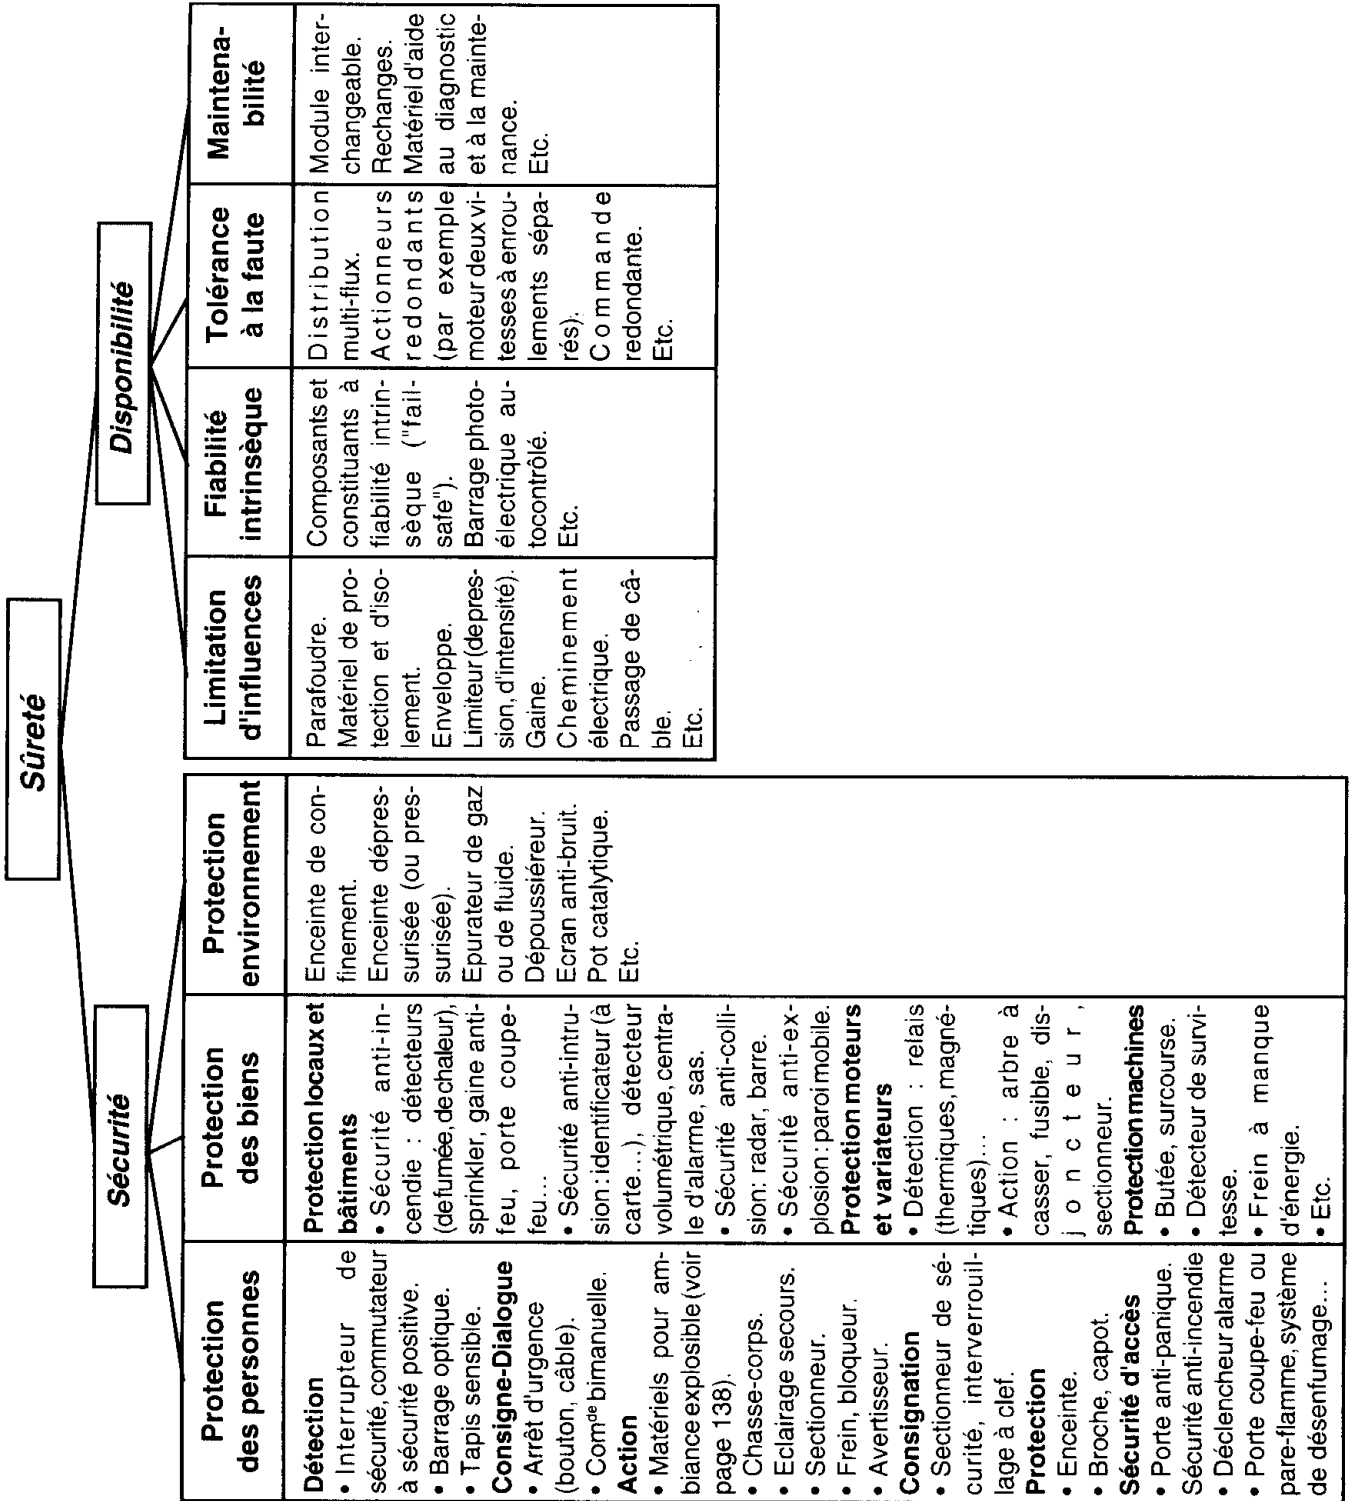 Sûreté
Sécurité
Disponibilité
Protection
des personnes
Détection
• Interrupteur de
sécurité, commutateur
à sécurité positive.
• Barrage optique.
• Tapis sensible.
Consigne-Dialogue
• Arrêt d'urgence
(bouton, câble).
• Comde bimanuelle.
Action
• Matériels pour am-
biance explosible (voir
page 138).
• Chasse-corps.
• Eclairage secours.
• Sectionneur.
• Frein, bloqueur.
• Avertisseur.
Consignation
• Sectionneur de sé-
curité, interverrouil-
lage à clef.
Protection
• Enceinte.
• Broche, capot.
Sécurité d'accès
• Porte anti-panique.
Sécurité anti-incendie
• Déclencheur alarme
• Porte coupe-feu ou
pare-flamme, système
de désenfumage...
Protection
des biens
Protection locaux et
bâtiments
• Sécurité anti-in-
cendie : détecteurs
(de fumée, de chaleur),
sprinkler, gaine anti-
feu, porte coupe-
feu...
• Sécurité anti-intru-
sion : identificateur (à
carte...), détecteur
volumétrique, centra-
le d'alarme, sas.
• Sécurité anti-colli-
sion : radar, barre.
• Sécurité anti-ex-
plosion : paroi mobile.
Protection moteurs
et variateurs
• Détection : relais
(thermiques, magné-
tiques)...
• Action : arbre à
casser, fusible, dis-
joncteur,
sectionneur.
Protection machines
• Butée, surcourse.
• Détecteur de survi-
tesse.
• Frein à manque
d'énergie.
• Etc.
Protection
environnement
Enceinte de con-
finement.
Enceinte dépres-
surisée (ou pres-
surisée).
Epurateur de gaz
ou de fluide.
Dépoussiéreur.
Ecran anti-bruit.
Pot catalytique.
Etc.
Limitation
d'influences
Parafoudre.
Matériel de pro-
tection et d'iso-
lement.
Enveloppe.
Limiteur (de pres-
sion, d'intensité).
Gaine.
Cheminement
électrique.
Passage de câ-
ble.
Etc.
Fiabilité
intrinsèque
Composants et
constituants à
fiabilité intrin-
sèque ("fail-
safe").
Barrage photo-
électrique au-
tocontrôlé.
Etc.
Tolérance
à la faute
Distribution
multi-flux.
Actionneurs
redondants
(par exemple
moteur deux vi-
tesses à enrou-
lements sépa-
rés).
Commande
redondante.
Etc.
Maintena-
bilité
Module inter-
changeable.
Rechanges.
Matériel d'aide
au diagnostic
et à la mainte-
nance.
Etc.